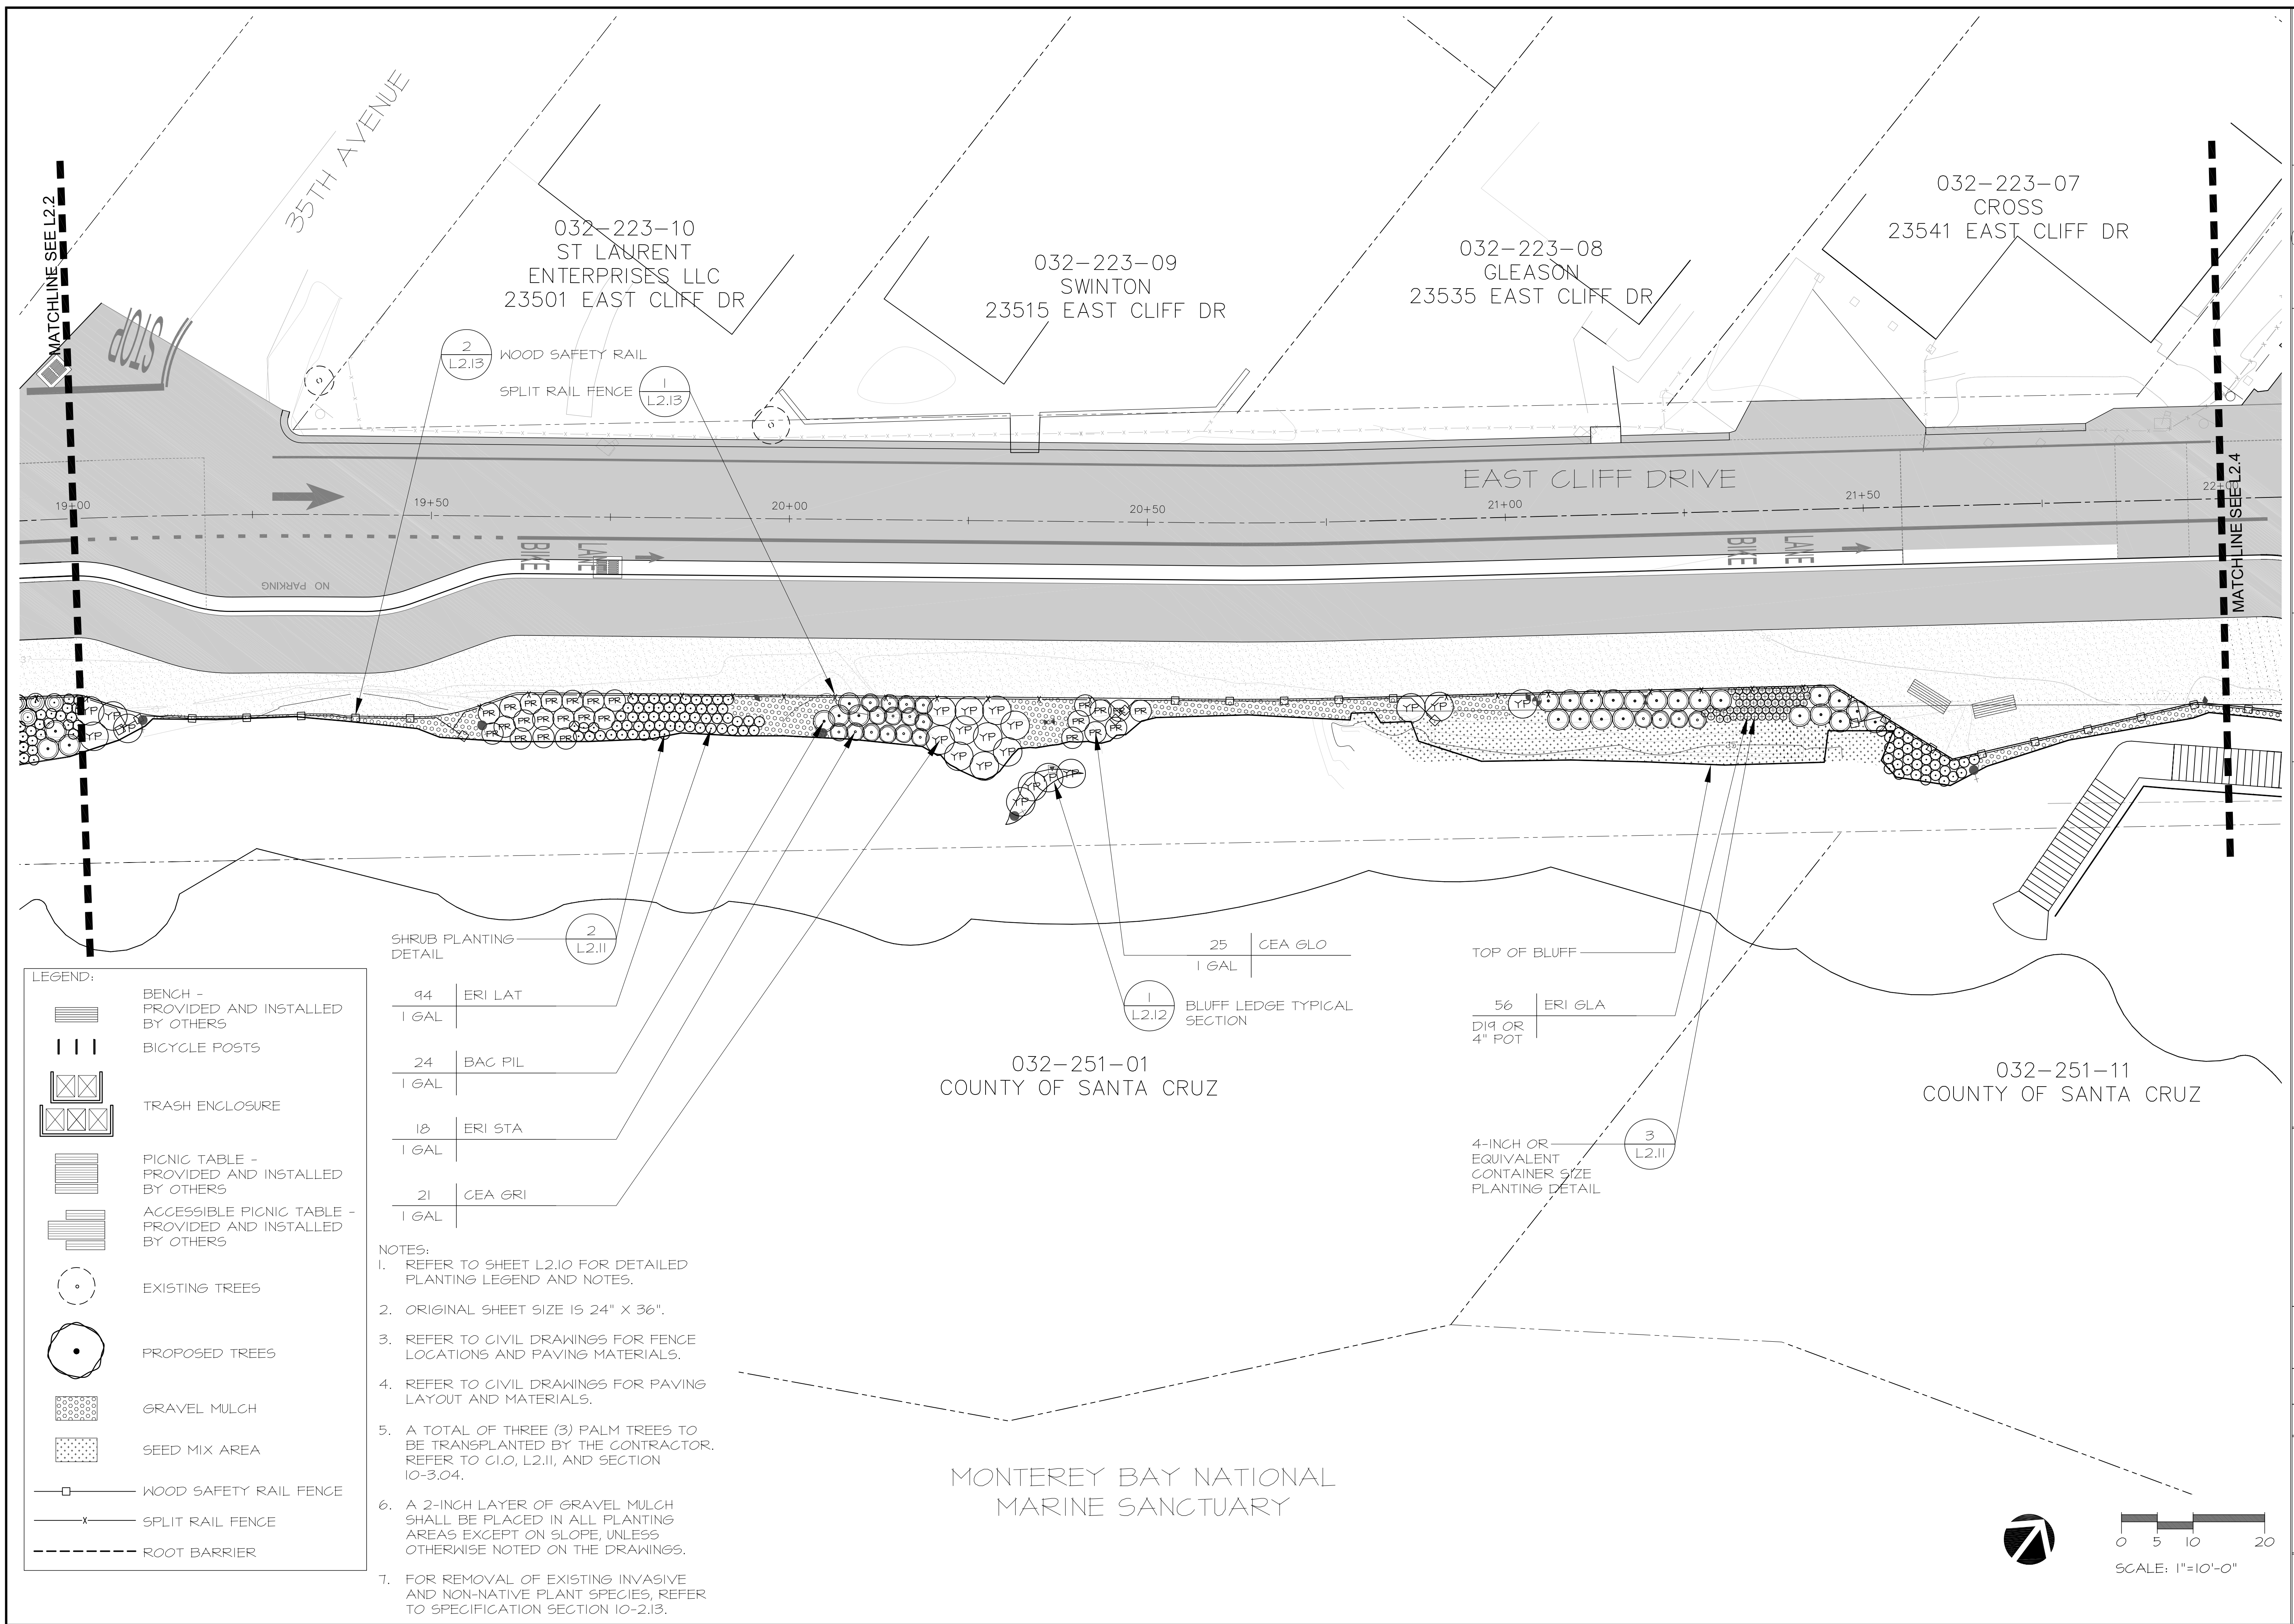 MATCHLINE SEE L2.2
35TH AVENUE
STOP
032-223-10
ST LAURENT
ENTERPRISES LLC
23501 EAST CLIFF DR
032-223-09
SWINTON
23515 EAST CLIFF DR
032-223-08
GLEASON
23535 EAST CLIFF DR
032-223-07
CROSS
23541 EAST CLIFF DR
2
L2.13
WOOD SAFETY RAIL
SPLIT RAIL FENCE
1
L2.13
EAST CLIFF DRIVE
19+00
19+50
20+00
20+50
21+00
21+50
22+00
MATCHLINE SEE L2.4
BIKE
LANE
BIKE
LANE
NO PARKING
SHRUB PLANTING
DETAIL
2
L2.11
94 ERI LAT
1 GAL
24 BAC PIL
1 GAL
18 ERI STA
1 GAL
21 CEA GRI
1 GAL
25 CEA GLO
1 GAL
1
L2.12
BLUFF LEDGE TYPICAL
SECTION
TOP OF BLUFF
56 ERI GLA
D19 OR
4" POT
4-INCH OR
EQUIVALENT
CONTAINER SIZE
PLANTING DETAIL
3
L2.11
032-251-01
COUNTY OF SANTA CRUZ
032-251-11
COUNTY OF SANTA CRUZ
LEGEND:
BENCH -
PROVIDED AND INSTALLED
BY OTHERS
BICYCLE POSTS
TRASH ENCLOSURE
PICNIC TABLE -
PROVIDED AND INSTALLED
BY OTHERS
ACCESSIBLE PICNIC TABLE -
PROVIDED AND INSTALLED
BY OTHERS
EXISTING TREES
PROPOSED TREES
GRAVEL MULCH
SEED MIX AREA
WOOD SAFETY RAIL FENCE
SPLIT RAIL FENCE
ROOT BARRIER
NOTES:
1. REFER TO SHEET L2.10 FOR DETAILED
PLANTING LEGEND AND NOTES.
2. ORIGINAL SHEET SIZE IS 24" X 36".
3. REFER TO CIVIL DRAWINGS FOR FENCE
LOCATIONS AND PAVING MATERIALS.
4. REFER TO CIVIL DRAWINGS FOR PAVING
LAYOUT AND MATERIALS.
5. A TOTAL OF THREE (3) PALM TREES TO
BE TRANSPLANTED BY THE CONTRACTOR.
REFER TO C1.0, L2.11, AND SECTION
10-3.04.
6. A 2-INCH LAYER OF GRAVEL MULCH
SHALL BE PLACED IN ALL PLANTING
AREAS EXCEPT ON SLOPE, UNLESS
OTHERWISE NOTED ON THE DRAWINGS.
7. FOR REMOVAL OF EXISTING INVASIVE
AND NON-NATIVE PLANT SPECIES, REFER
TO SPECIFICATION SECTION 10-2.13.
MONTEREY BAY NATIONAL
MARINE SANCTUARY
0 5 10 20
SCALE: 1"=10'-0"